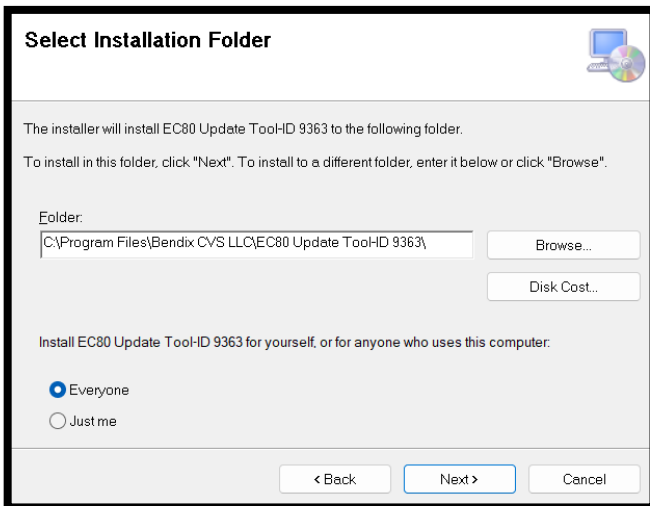 Select Installation Folder
The installer will install EC80 Update Tool-ID 9363 to the following folder.
To install in this folder, click "Next". To install to a different folder, enter it below or click "Browse".
Folder:
C:\Program Files\Bendix CVS LLC\EC80 Update Tool-ID 9363\
Browse...
Disk Cost...
Install EC80 Update Tool-ID 9363 for yourself, or for anyone who uses this computer:
Everyone
Just me
< Back
Next >
Cancel